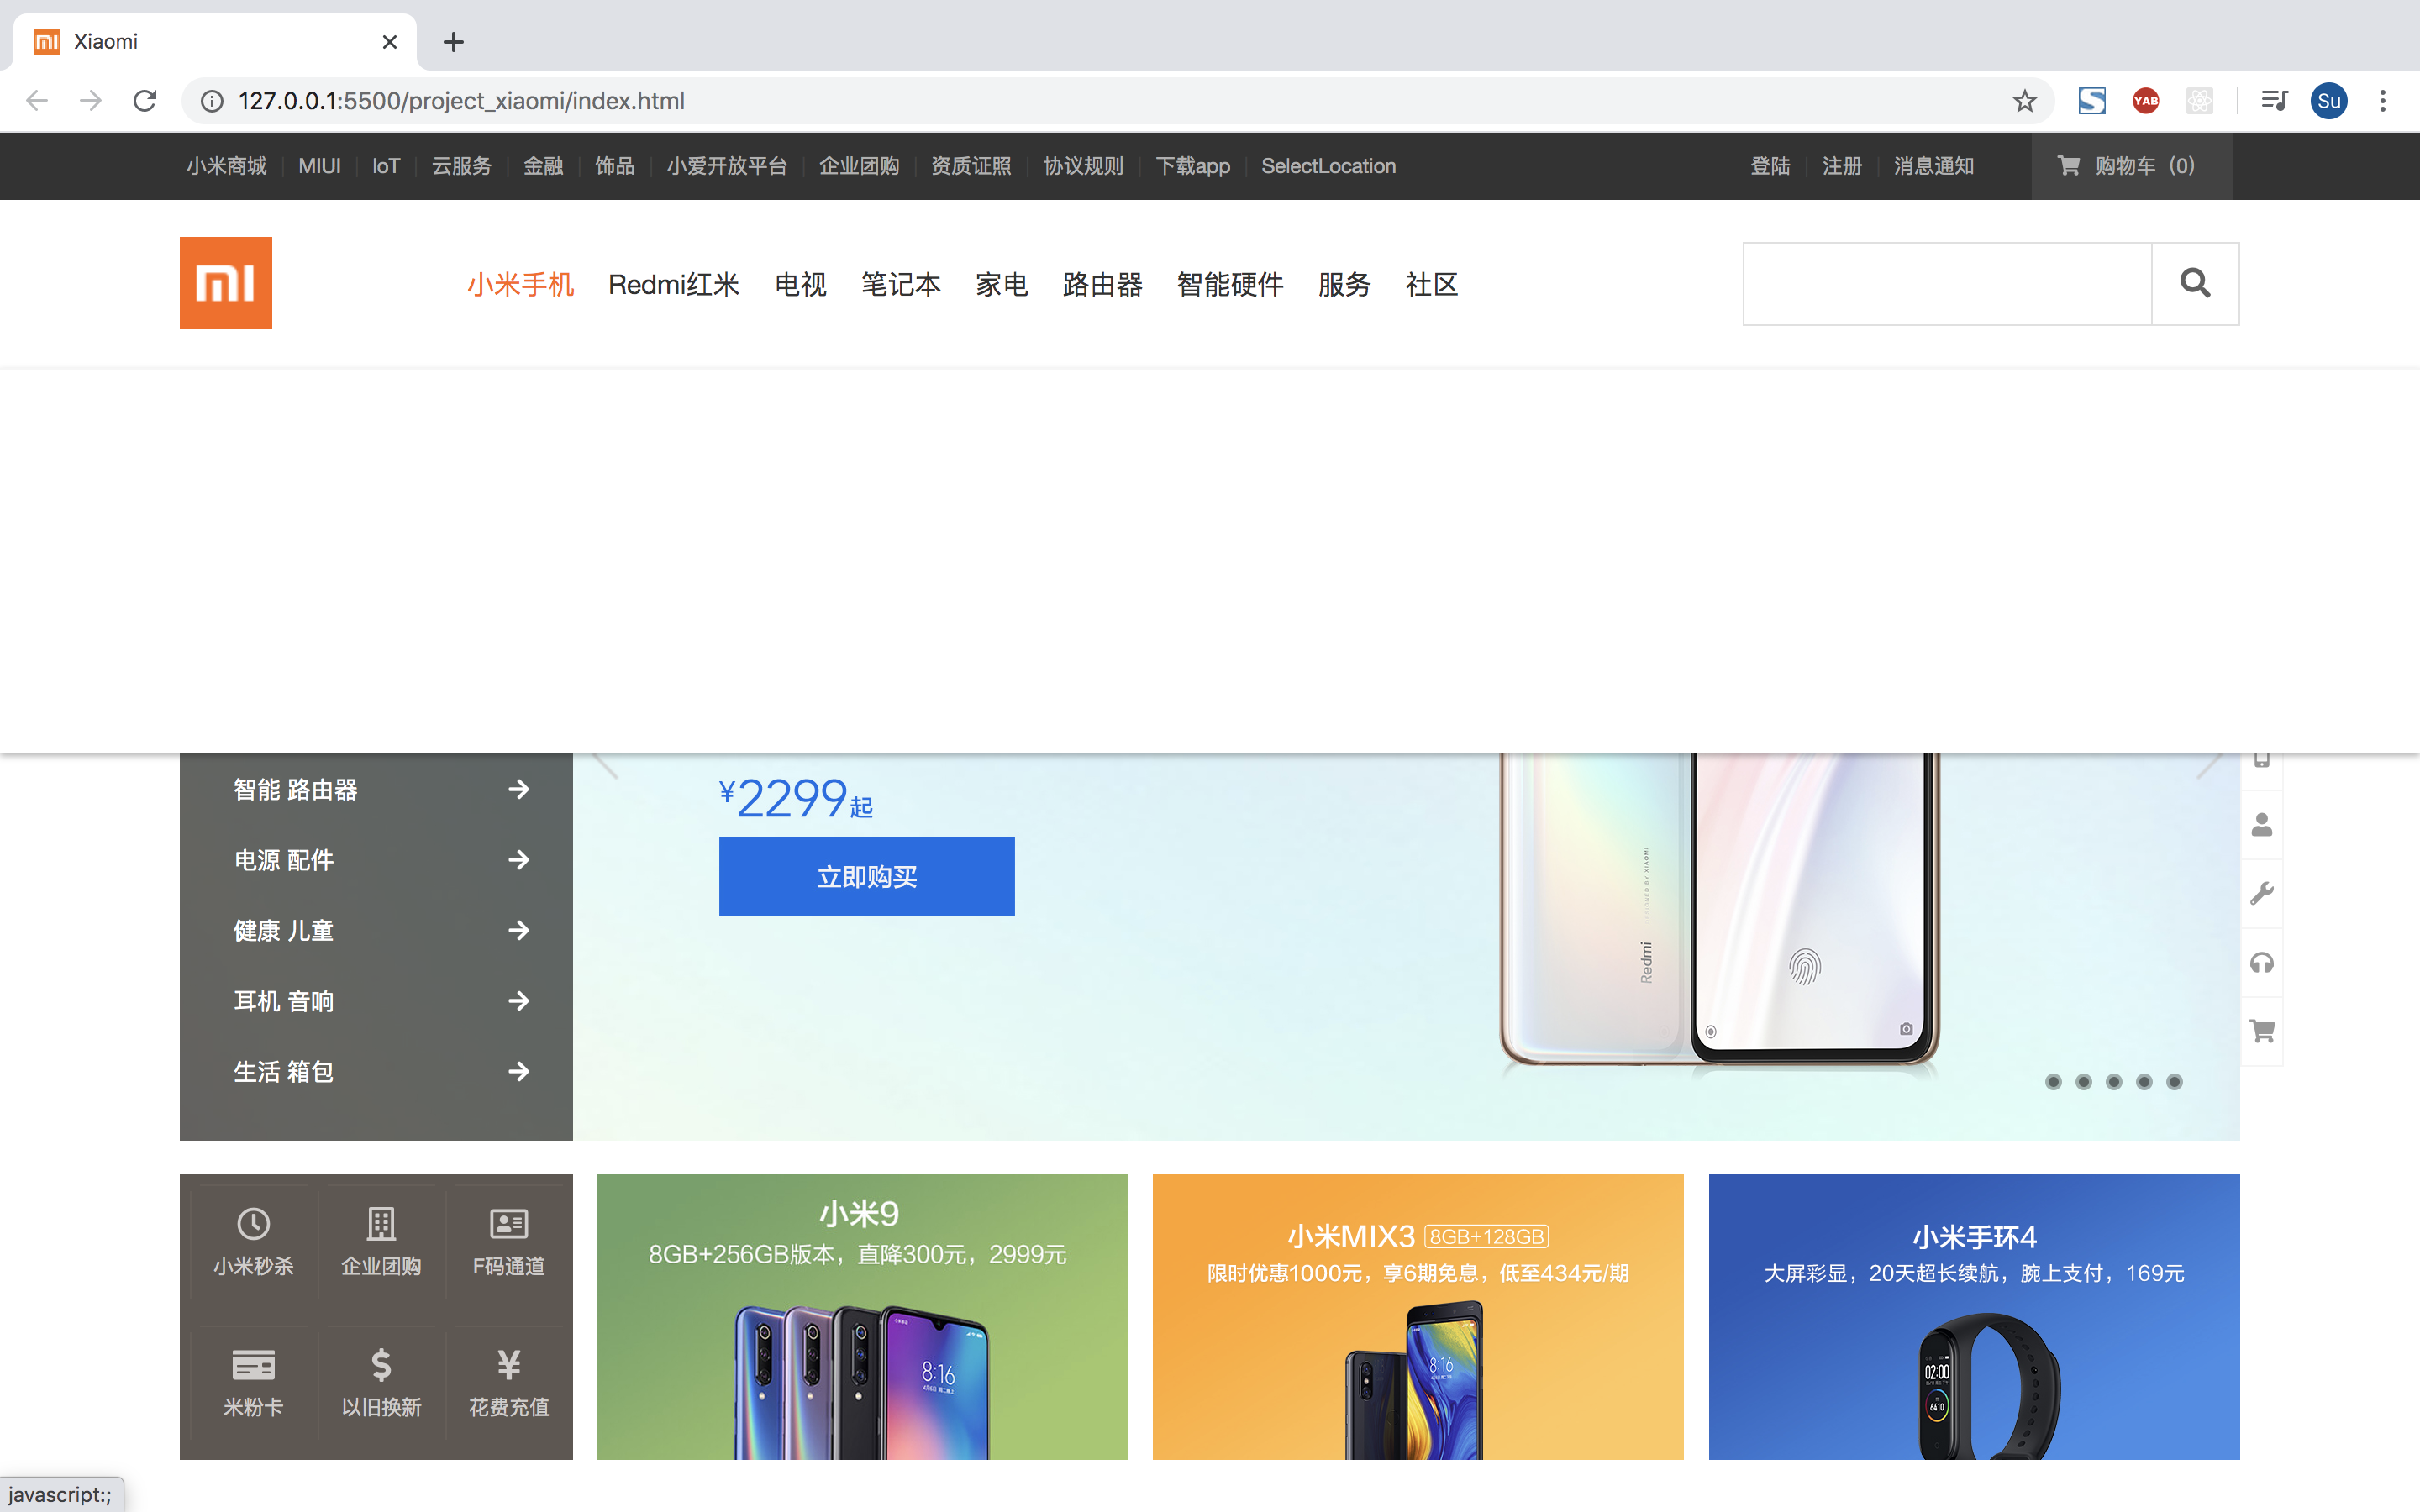 Xiaomi
127.0.0.1:5500/project_xiaomi/index.html
YAB
Su
小米商城 MIUI IoT 云服务 金融 饰品 小爱开放平台 企业团购 资质证照 协议规则 下载app SelectLocation 登陆 注册 消息通知 购物车 (0)
小米手机 Redmi红米 电视 笔记本 家电 路由器 智能硬件 服务 社区
智能 路由器
电源 配件
健康 儿童
耳机 音响
生活 箱包
¥2299起
立即购买
Redmi
DESIGNED BY XIAOMI
小米秒杀 企业团购 F码通道
米粉卡 以旧换新 花费充值
小米9
8GB+256GB版本，直降300元，2999元
8:16
小米MIX3 8GB+128GB
限时优惠1000元，享6期免息，低至434元/期
8:16
小米手环4
大屏彩显，20天超长续航，腕上支付，169元
02:00
6410
javascript:;